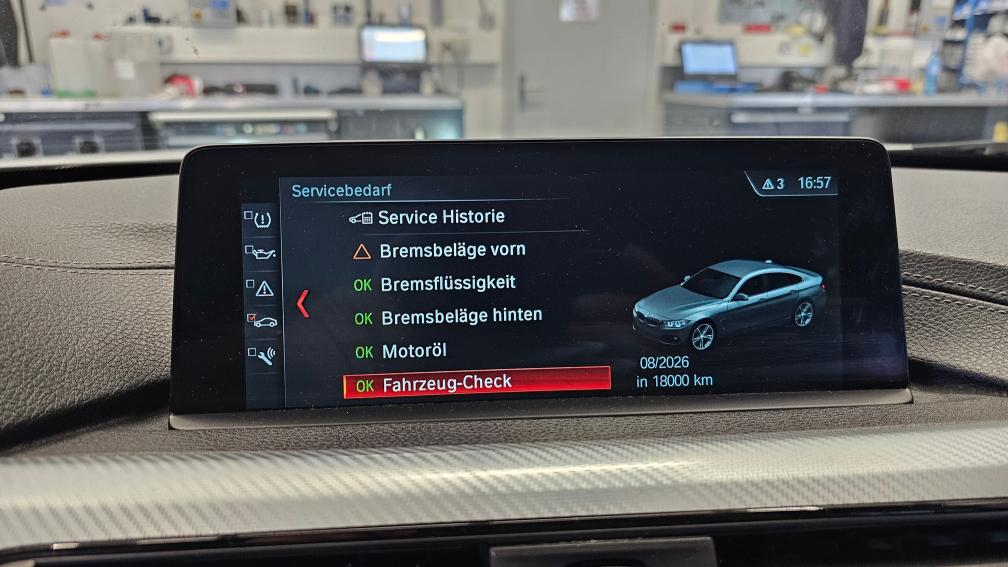 Servicebedarf
3 16:57
Service Historie
Bremsbeläge vorn
OK Bremsflüssigkeit
OK Bremsbeläge hinten
OK Motoröl
OK Fahrzeug-Check
08/2026
in 18000 km